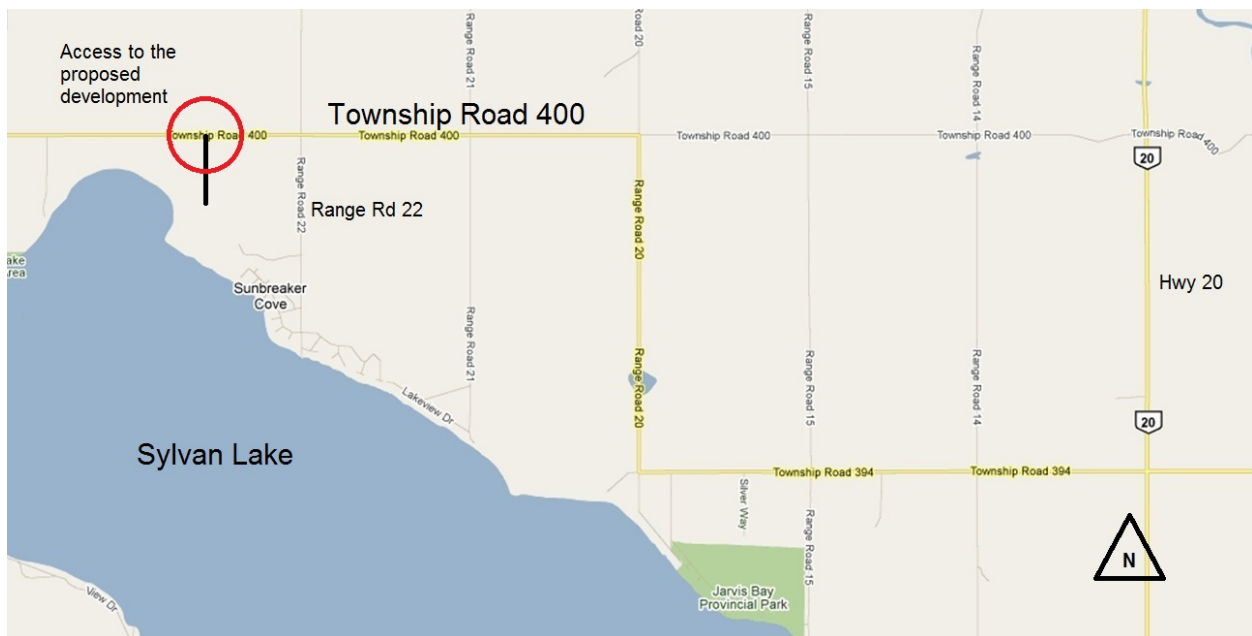 Access to the
proposed
development
Township Road 400
Range Road 21
Road 20
Range Road 15
Range Road 14
Township Road 400
Township Road 400
Township Road 400
Township Road 400
Township Road 400
20
Range Road 22
Range Rd 22
Range Road 20
ake
Area
Sunbreaker
Cove
Hwy 20
Range Road 21
Range Road 20
Range Road 15
Range Road 14
Lakeview Dr
20
Sylvan Lake
Township Road 394
Township Road 394
Silver Way
Range Road 15
N
Jarvis Bay
Provincial Park
View Dr